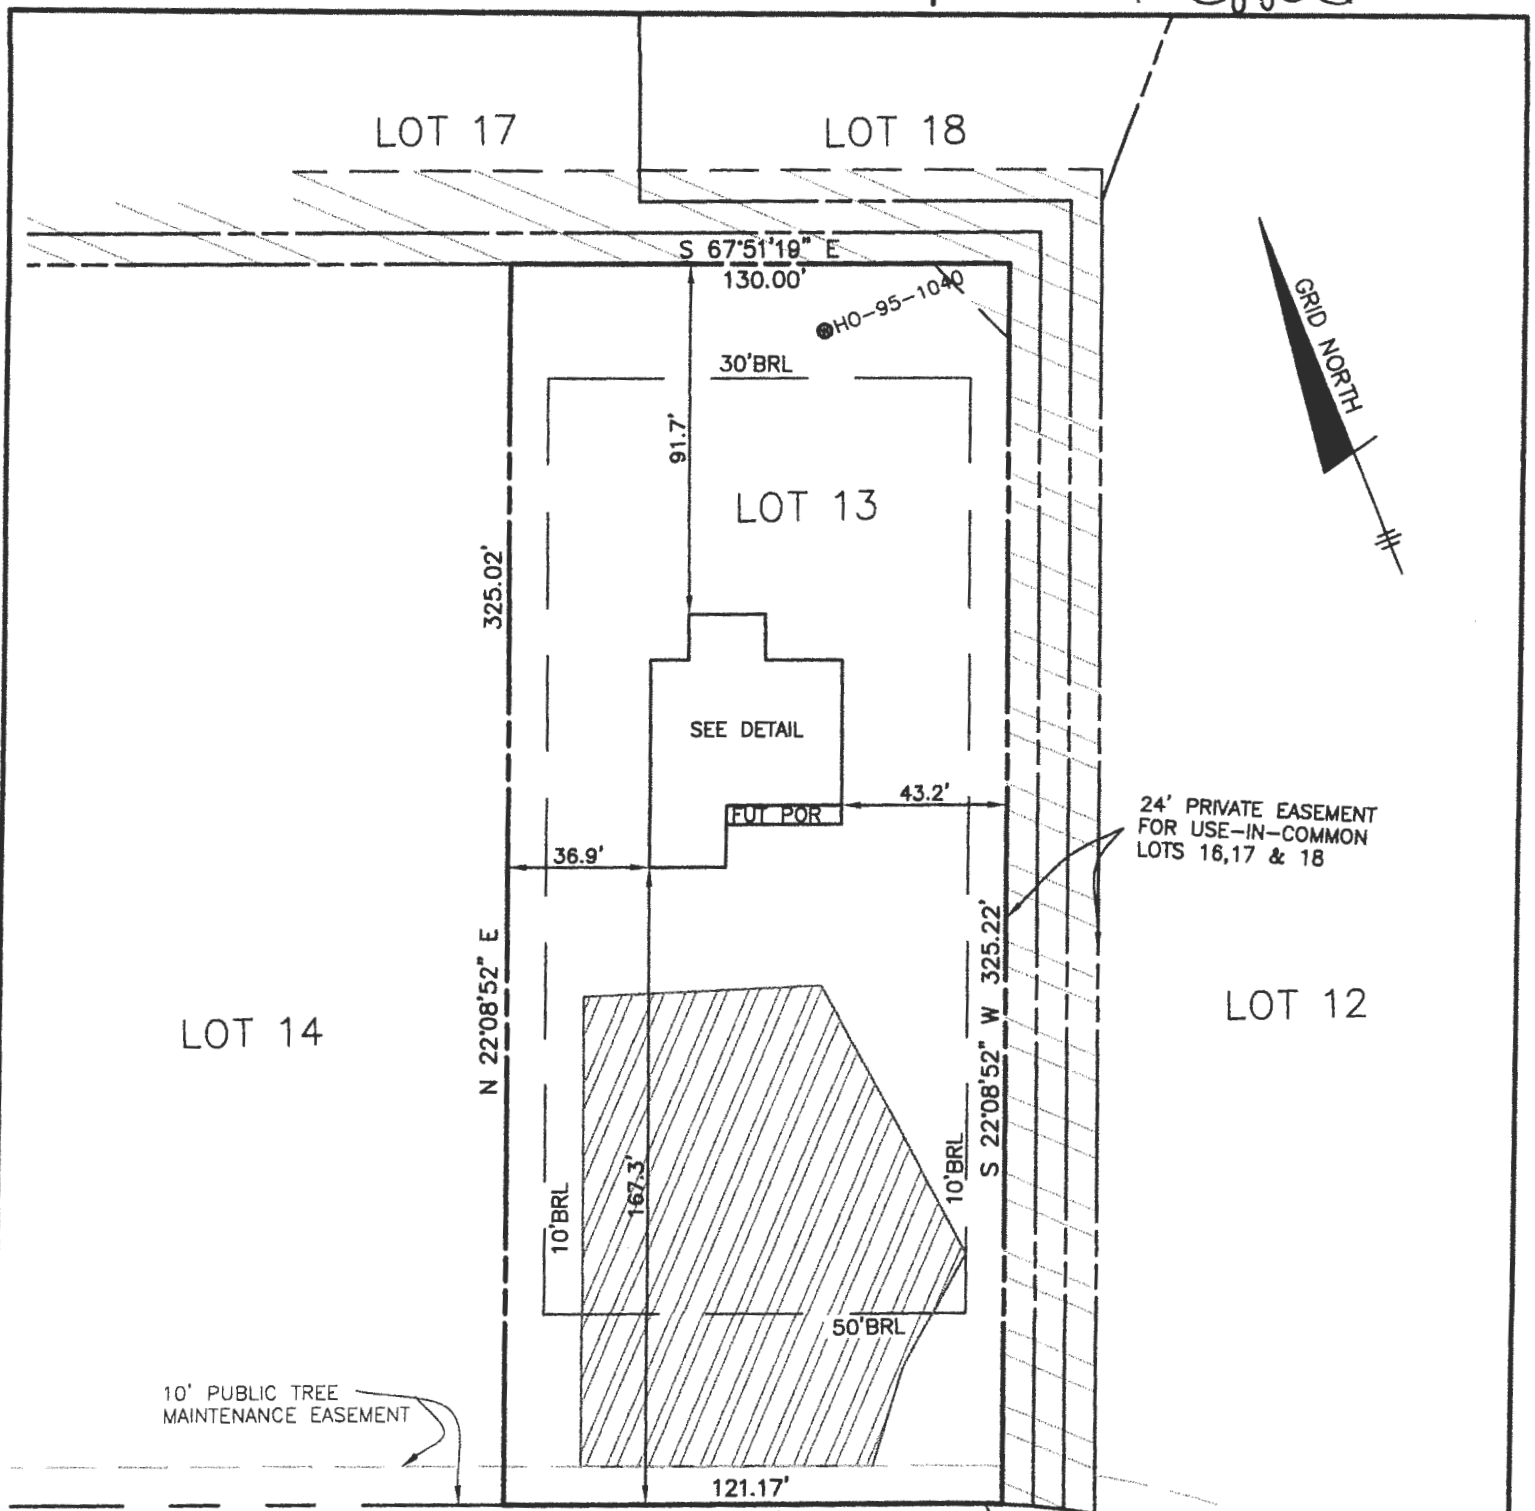 LOT 17
LOT 18
S 67°51'19" E
130.00'
HO-95-1040
GRID NORTH
30'BRL
91.7'
LOT 13
325.02'
SEE DETAIL
FUT POR
43.2'
36.9'
24' PRIVATE EASEMENT
FOR USE-IN-COMMON
LOTS 16,17 & 18
N 22°08'52" E
S 22°08'52" W 325.22'
LOT 14
LOT 12
167.3'
10'BRL
10'BRL
50'BRL
10' PUBLIC TREE
MAINTENANCE EASEMENT
121.17'